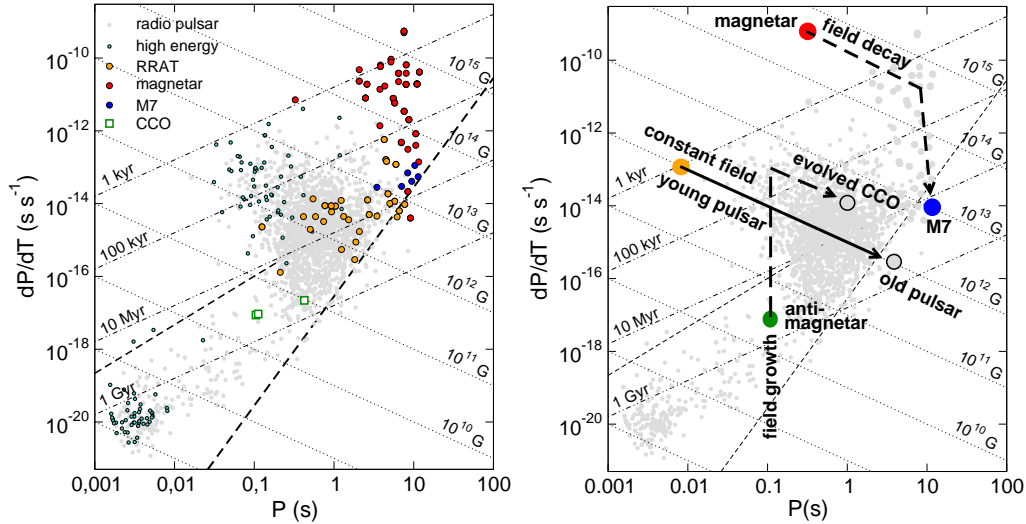 radio pulsar
high energy
RRAT
magnetar
M7
CCO
10^-10
10^-12
10^-14
10^-16
10^-18
10^-20
dP/dT (s s^-1)
1 kyr
100 kyr
10 Myr
1 Gyr
10^15 G
10^14 G
10^13 G
10^12 G
10^11 G
10^10 G
0,001
0,01
0,1
1
10
100
P (s)
10^-10
10^-12
10^-14
10^-16
10^-18
10^-20
dP/dT (s s^-1)
magnetar
field decay
constant field
young pulsar
evolved CCO
M7
old pulsar
anti-
magnetar
field growth
1 kyr
100 kyr
10 Myr
1 Gyr
10^15 G
10^14 G
10^13 G
10^12 G
10^11 G
10^10 G
0.001
0.01
0.1
1
10
100
P (s)